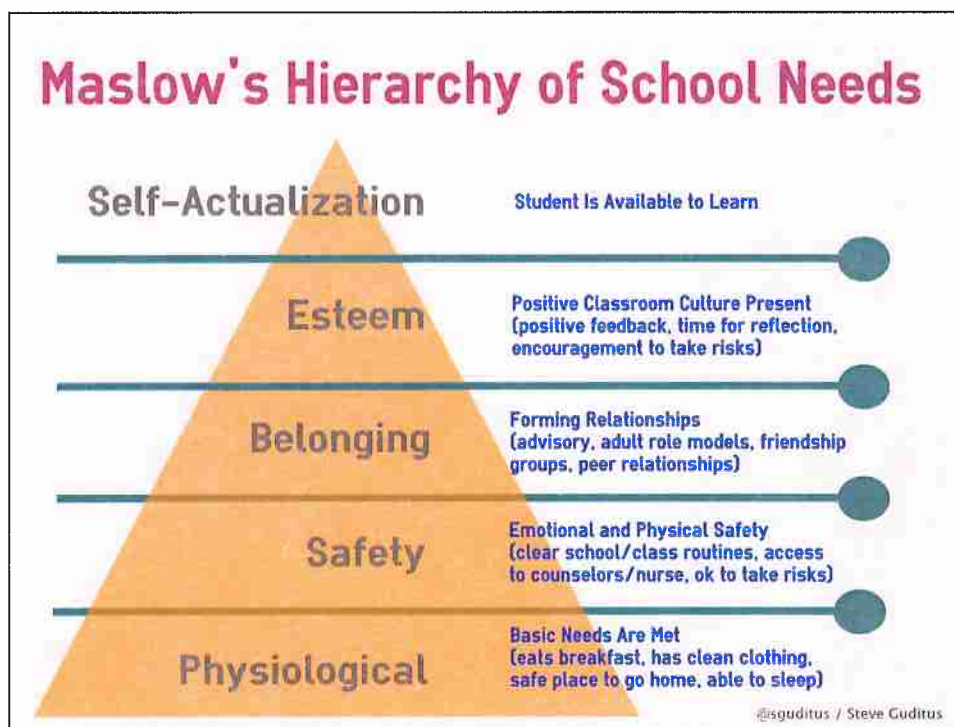 Maslow's Hierarchy of School Needs
Self-Actualization
Student Is Available to Learn
Esteem
Positive Classroom Culture Present
(positive feedback, time for reflection,
encouragement to take risks)
Belonging
Forming Relationships
(advisory, adult role models, friendship
groups, peer relationships)
Safety
Emotional and Physical Safety
(clear school/class routines, access
to counselors/nurse, ok to take risks)
Physiological
Basic Needs Are Met
(eats breakfast, has clean clothing,
safe place to go home, able to sleep)
@sguditus / Steve Guditus